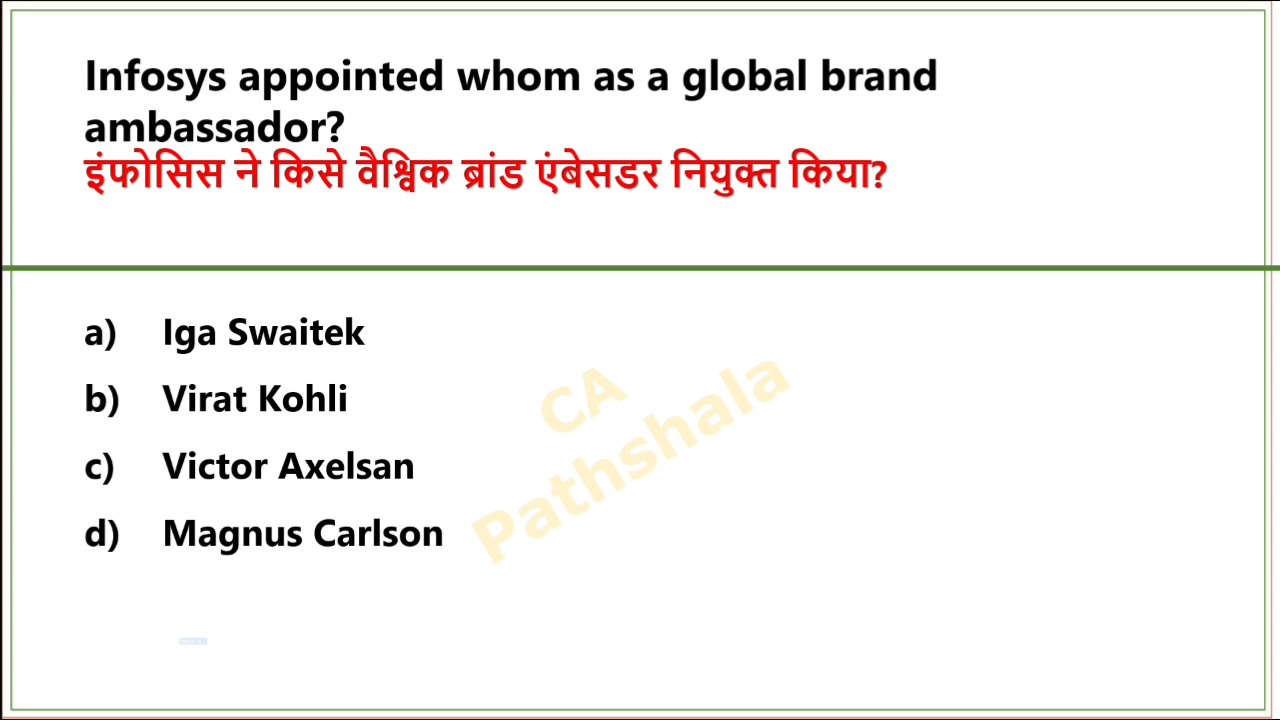 Infosys appointed whom as a global brand
ambassador?
इंफोसिस ने किसे वैश्विक ब्रांड एंबेसडर नियुक्त किया?
a) Iga Swaitek
b) Virat Kohli
c) Victor Axelsan
d) Magnus Carlson
CA
Pathshala